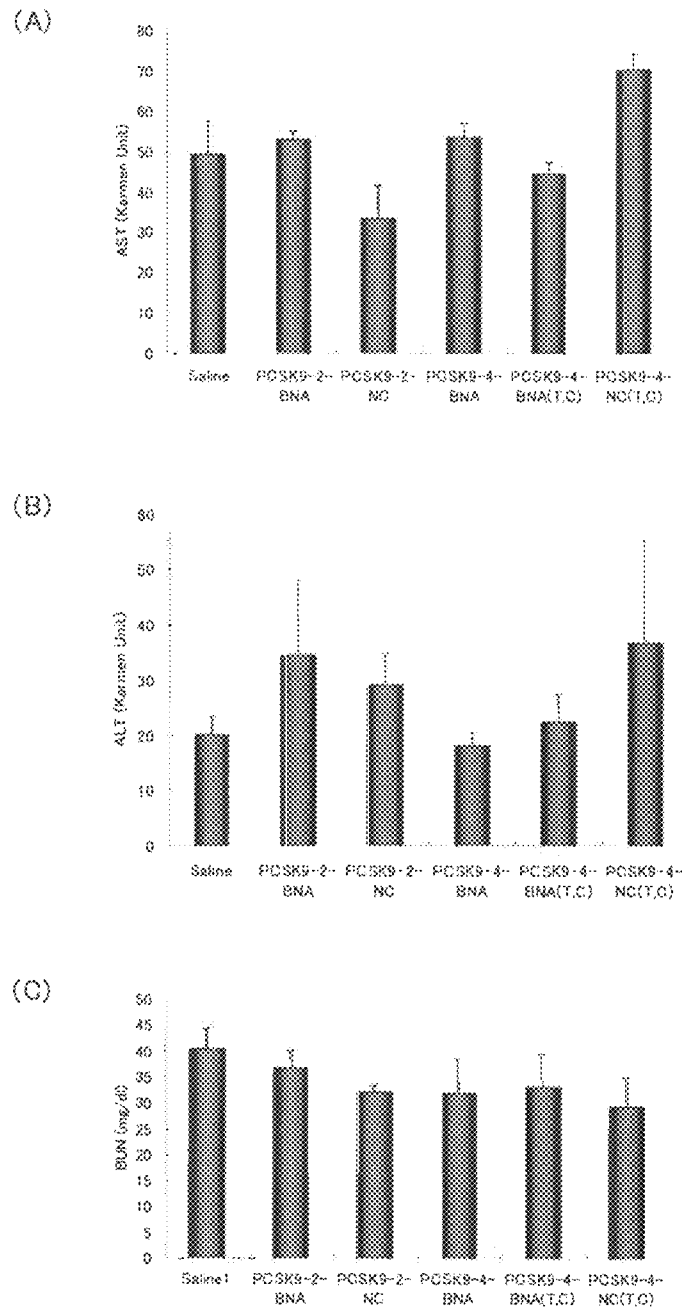 (A)
80
70
60
50
40
30
20
10
0
AST (Karmen Unit)
Saline PCSK9-2- PCSK9-2- PCSK9-4- PCSK9-4- PCSK9-4-
BNA NC BNA BNA(T,C) NC(T,C)
(B)
60
50
40
30
20
10
0
ALT (Karmen Unit)
Saline PCSK9-2- PCSK9-2- PCSK9-4- PCSK9-4- PCSK9-4-
BNA NC BNA BNA(T,C) NC(T,C)
(C)
50
45
40
35
30
25
20
15
10
5
0
BUN (mg/dl)
Saline1 PCSK9-2- PCSK9-2- PCSK9-4- PCSK9-4- PCSK9-4-
BNA NC BNA BNA(T,C) NC(T,C)